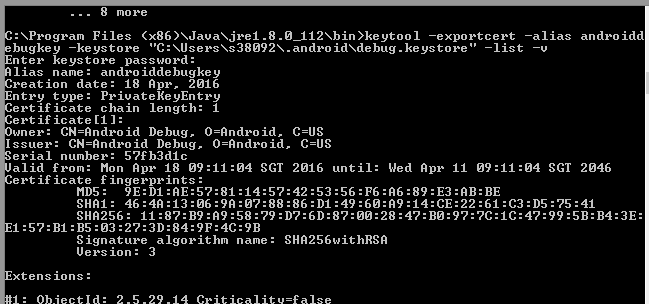 ... 8 more
C:\Program Files (x86)\Java\jre1.8.0_112\bin>keytool -exportcert -alias androidd
ebugkey -keystore "C:\Users\s38092\.android\debug.keystore" -list -v
Enter keystore password:
Alias name: androiddebugkey
Creation date: 18 Apr, 2016
Entry type: PrivateKeyEntry
Certificate chain length: 1
Certificate[1]:
Owner: CN=Android Debug, O=Android, C=US
Issuer: CN=Android Debug, O=Android, C=US
Serial number: 57fb3d1c
Valid from: Mon Apr 18 09:11:04 SGT 2016 until: Wed Apr 11 09:11:04 SGT 2046
Certificate fingerprints:
MD5:  9E:D1:AE:57:81:14:57:42:53:56:F6:A6:89:E3:AB:BE
SHA1: 46:4A:13:06:9A:07:88:86:D1:49:60:A9:14:CE:22:61:C3:D5:75:41
SHA256: 11:87:B9:A9:58:79:D7:6D:87:00:28:47:B0:97:7C:1C:47:99:5B:B4:3E:
E1:57:B1:B5:03:27:3D:84:9F:4C:9B
Signature algorithm name: SHA256withRSA
Version: 3
Extensions:
#1: ObjectId: 2.5.29.14 Criticality=false